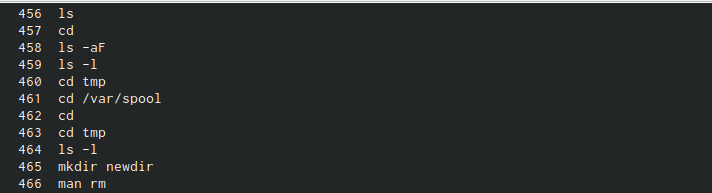 456 ls
457 cd
458 ls -aF
459 ls -l
460 cd tmp
461 cd /var/spool
462 cd
463 cd tmp
464 ls -l
465 mkdir newdir
466 man rm